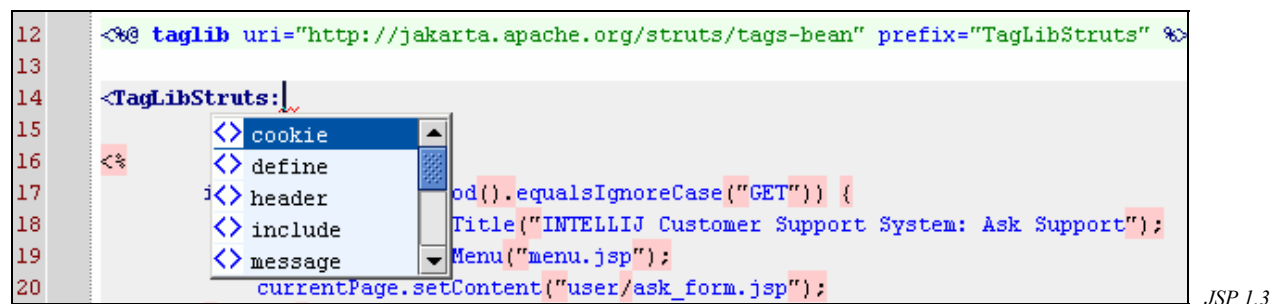 12 <%@ taglib uri="http://jakarta.apache.org/struts/tags-bean" prefix="TagLibStruts" %>
13
14 <TagLibStruts:
15 <> cookie
16 <% <> define
17 i<> header od().equalsIgnoreCase("GET")) {
18 <> include Title("INTELLIJ Customer Support System: Ask Support");
19 <> message Menu("menu.jsp");
20 currentPage.setContent("user/ask_form.jsp");
JSP 1.3